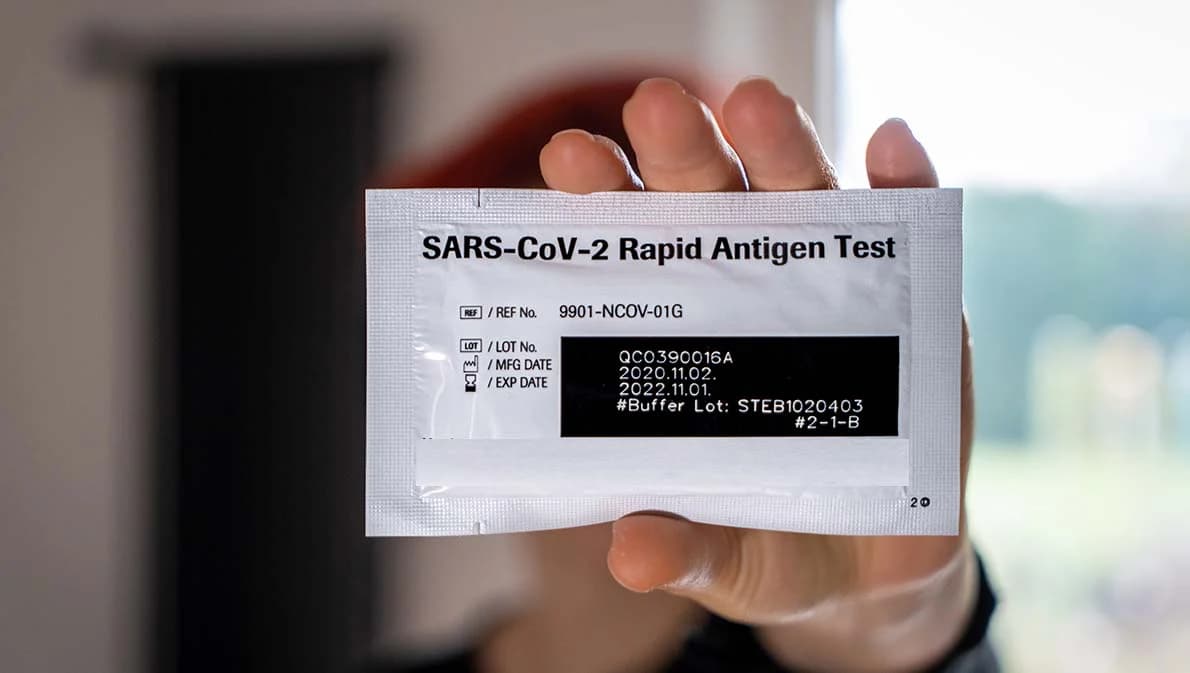 SARS-CoV-2 Rapid Antigen Test
REF / REF No. 9901-NCOV-01G
LOT / LOT No. QC0390016A
/ MFG DATE 2020.11.02.
/ EXP DATE 2022.11.01.
#Buffer Lot: STEB1020403
#2-1-B
2